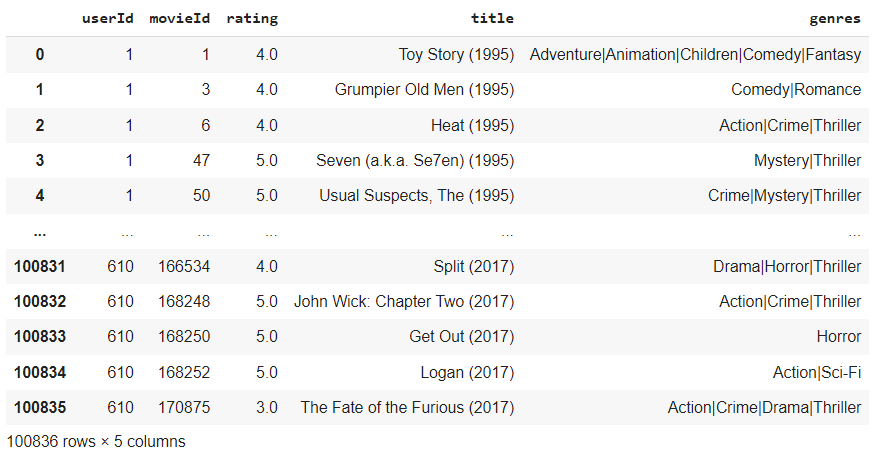 userId movieId rating title genres
0 1 1 4.0 Toy Story (1995) Adventure|Animation|Children|Comedy|Fantasy
1 1 3 4.0 Grumpier Old Men (1995) Comedy|Romance
2 1 6 4.0 Heat (1995) Action|Crime|Thriller
3 1 47 5.0 Seven (a.k.a. Se7en) (1995) Mystery|Thriller
4 1 50 5.0 Usual Suspects, The (1995) Crime|Mystery|Thriller
... ... ... ... ... ...
100831 610 166534 4.0 Split (2017) Drama|Horror|Thriller
100832 610 168248 5.0 John Wick: Chapter Two (2017) Action|Crime|Thriller
100833 610 168250 5.0 Get Out (2017) Horror
100834 610 168252 5.0 Logan (2017) Action|Sci-Fi
100835 610 170875 3.0 The Fate of the Furious (2017) Action|Crime|Drama|Thriller
100836 rows × 5 columns